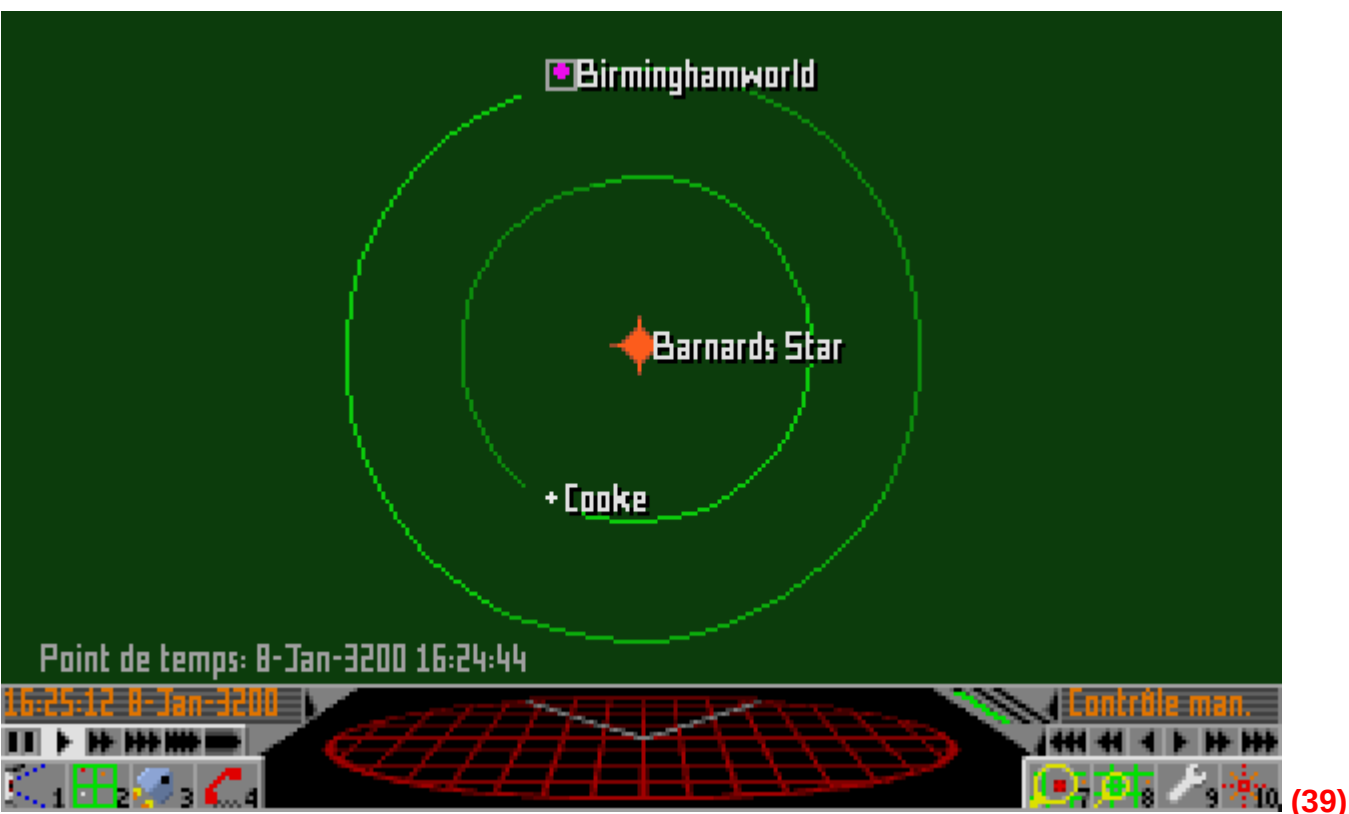 Birminghamworld
Barnards Star
Cooke
Point de temps: 8-Jan-3200 16:24:44
16:25:12 8-Jan-3200
Contrôle man.
1 2 3 4 7 8 9 10
(39)